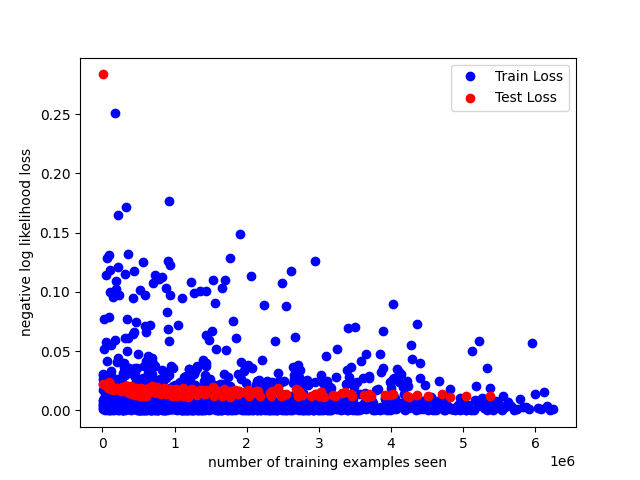 Train Loss
Test Loss
negative log likelihood loss
0.25
0.20
0.15
0.10
0.05
0.00
0 1 2 3 4 5 6
number of training examples seen
1e6